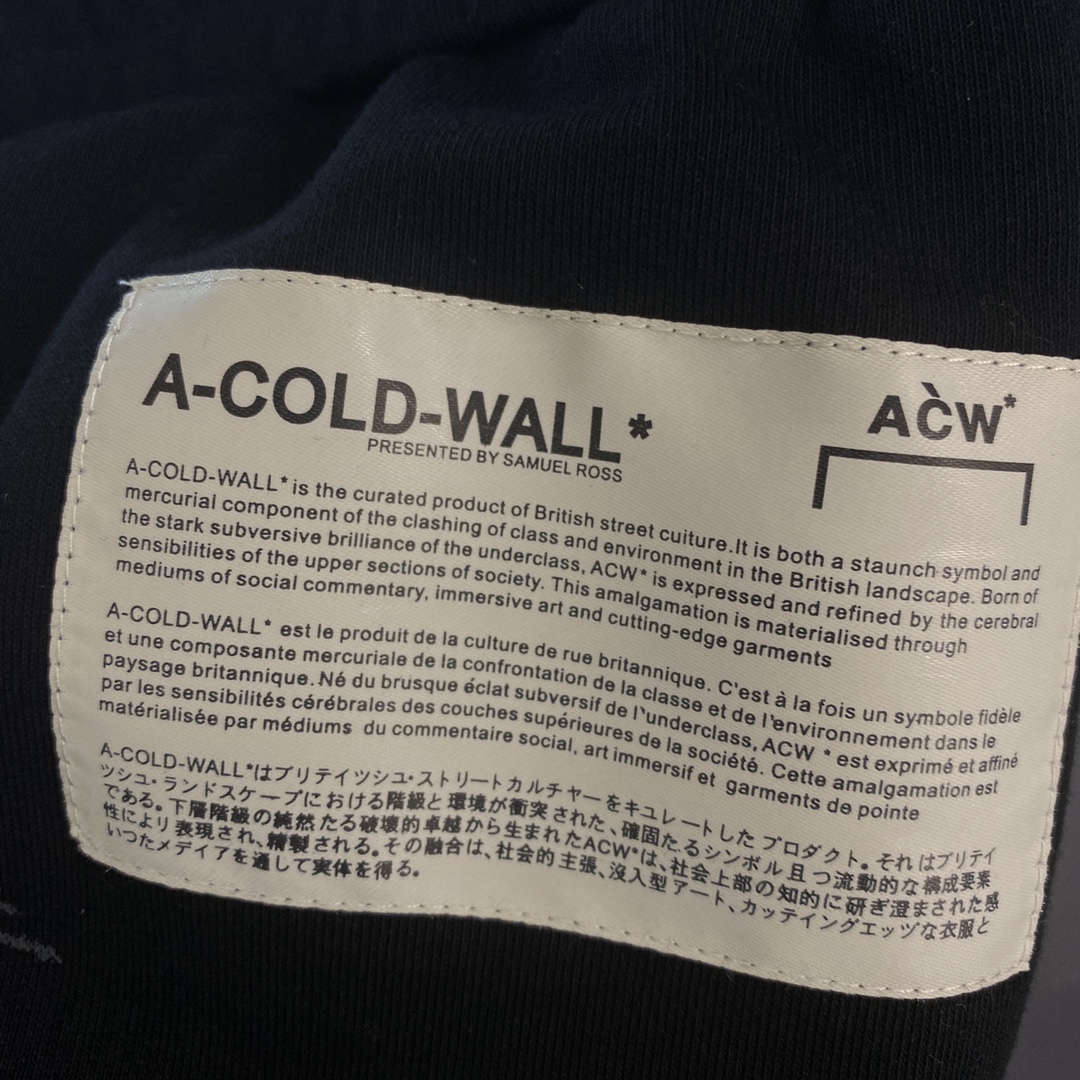 A-COLD-WALL*
PRESENTED BY SAMUEL ROSS
ACẀ*
A-COLD-WALL* is the curated product of British street cuiture.It is both a staunch symbol and
mercurial component of the clashing of class and environment in the British landscape. Born of
the stark subversive brilliance of the underclass, ACW* is expressed and refined by the cerebral
sensibilities of the upper sections of society. This amalgamation is materialised through
mediums of social commentary, immersive art and cutting-edge garments
A-COLD-WALL* est le produit de la culture de rue britannique. C'est à la fois un symbole fidèle
et une composante mercuriale de la confrontation de la classe et de l'environnement dans le
paysage britannique.Né du brusque éclat subversif de l'underclass, ACW *est exprimé et affiné
par les sensibilités cérébrales des couches supérieures de la société. Cette amalgamation est
matérialisée par médiums du commentaire social, art immersif et garments de pointe
A-COLD-WALL*はブリテイツシュ・ストリートカルチャーをキュレートした プロダクト。それ はブリテイ
ツシュ・ランドスケープにおける階級と環境が衝突された、確固たるシンボル且つ流動的な構成要素
である。下層階級の純然たる破壊的卓越から生まれたACW*は、社会上部の知的に研ぎ澄まされた感
性により表現され、精製される。その融合は、社会的主張、没入型アート、カッテイングエッヅな衣服と
いつたメデイアを通して実体を得る。